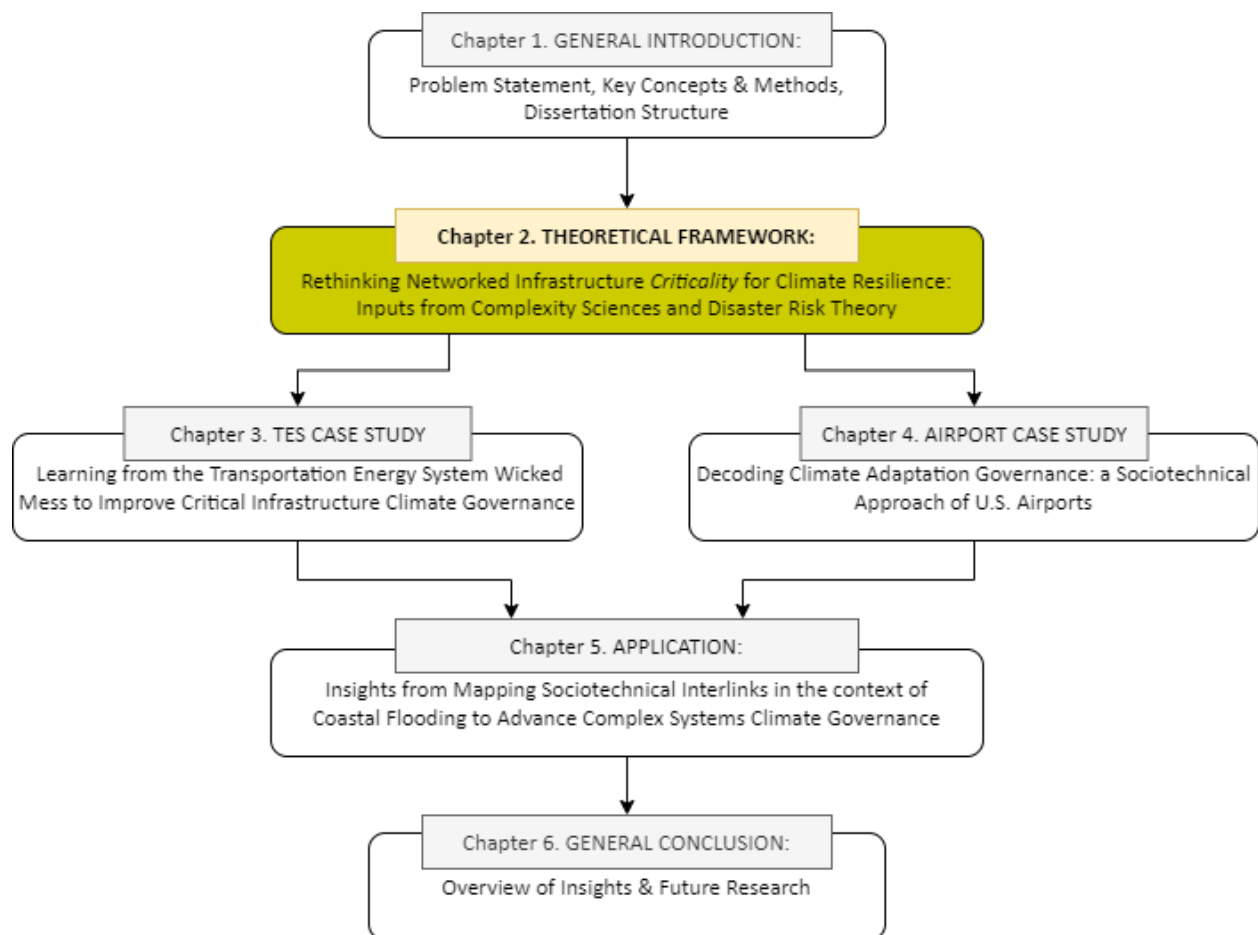 Chapter 1. GENERAL INTRODUCTION:
Problem Statement, Key Concepts & Methods,
Dissertation Structure
Chapter 2. THEORETICAL FRAMEWORK:
Rethinking Networked Infrastructure Criticality for Climate Resilience:
Inputs from Complexity Sciences and Disaster Risk Theory
Chapter 3. TES CASE STUDY
Learning from the Transportation Energy System Wicked
Mess to Improve Critical Infrastructure Climate Governance
Chapter 4. AIRPORT CASE STUDY
Decoding Climate Adaptation Governance: a Sociotechnical
Approach of U.S. Airports
Chapter 5. APPLICATION:
Insights from Mapping Sociotechnical Interlinks in the context of
Coastal Flooding to Advance Complex Systems Climate Governance
Chapter 6. GENERAL CONCLUSION:
Overview of Insights & Future Research